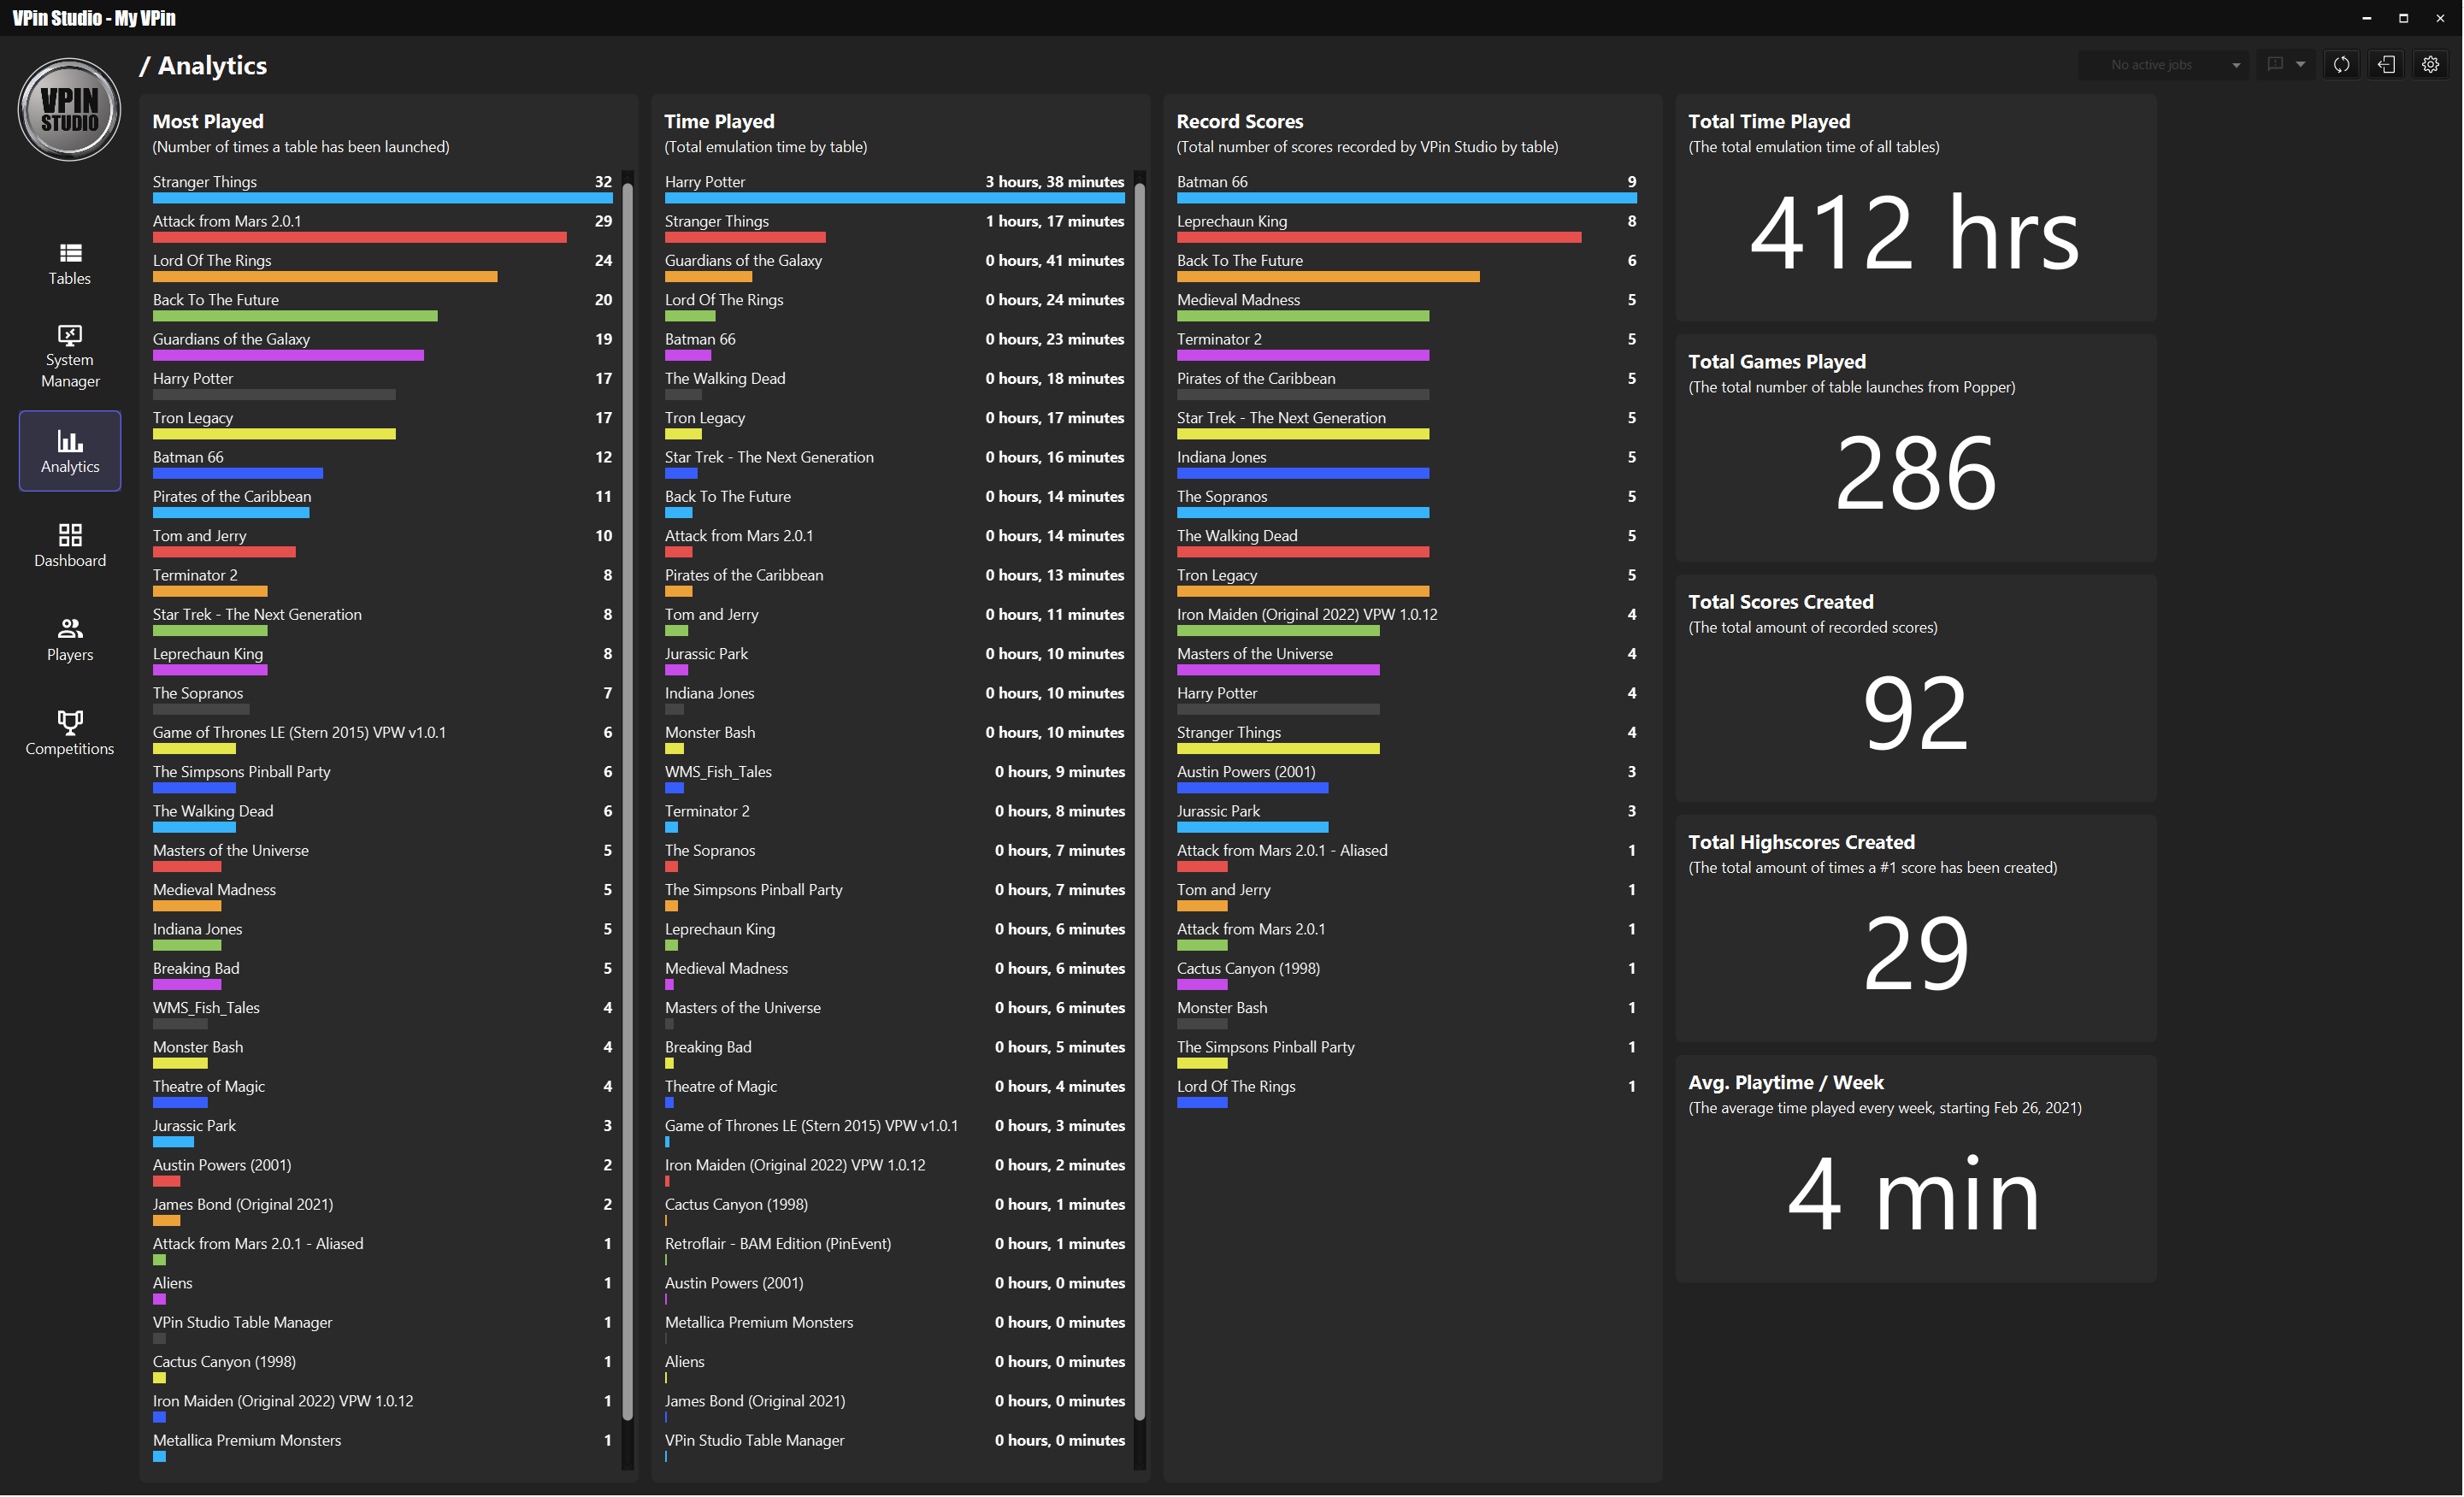 VPin Studio - My VPin
VPIN
STUDIO
Tables
System
Manager
Analytics
Dashboard
Players
Competitions
/ Analytics
No active jobs
Most Played
(Number of times a table has been launched)
Stranger Things 32
Attack from Mars 2.0.1 29
Lord Of The Rings 24
Back To The Future 20
Guardians of the Galaxy 19
Harry Potter 17
Tron Legacy 17
Batman 66 12
Pirates of the Caribbean 11
Tom and Jerry 10
Terminator 2 8
Star Trek - The Next Generation 8
Leprechaun King 8
The Sopranos 7
Game of Thrones LE (Stern 2015) VPW v1.0.1 6
The Simpsons Pinball Party 6
The Walking Dead 6
Masters of the Universe 5
Medieval Madness 5
Indiana Jones 5
Breaking Bad 5
WMS_Fish_Tales 4
Monster Bash 4
Theatre of Magic 4
Jurassic Park 3
Austin Powers (2001) 2
James Bond (Original 2021) 2
Attack from Mars 2.0.1 - Aliased 1
Aliens 1
VPin Studio Table Manager 1
Cactus Canyon (1998) 1
Iron Maiden (Original 2022) VPW 1.0.12 1
Metallica Premium Monsters 1
Time Played
(Total emulation time by table)
Harry Potter 3 hours, 38 minutes
Stranger Things 1 hours, 17 minutes
Guardians of the Galaxy 0 hours, 41 minutes
Lord Of The Rings 0 hours, 24 minutes
Batman 66 0 hours, 23 minutes
The Walking Dead 0 hours, 18 minutes
Tron Legacy 0 hours, 17 minutes
Star Trek - The Next Generation 0 hours, 16 minutes
Back To The Future 0 hours, 14 minutes
Attack from Mars 2.0.1 0 hours, 14 minutes
Pirates of the Caribbean 0 hours, 13 minutes
Tom and Jerry 0 hours, 11 minutes
Jurassic Park 0 hours, 10 minutes
Indiana Jones 0 hours, 10 minutes
Monster Bash 0 hours, 10 minutes
WMS_Fish_Tales 0 hours, 9 minutes
Terminator 2 0 hours, 8 minutes
The Sopranos 0 hours, 7 minutes
The Simpsons Pinball Party 0 hours, 7 minutes
Leprechaun King 0 hours, 6 minutes
Medieval Madness 0 hours, 6 minutes
Masters of the Universe 0 hours, 6 minutes
Breaking Bad 0 hours, 5 minutes
Theatre of Magic 0 hours, 4 minutes
Game of Thrones LE (Stern 2015) VPW v1.0.1 0 hours, 3 minutes
Iron Maiden (Original 2022) VPW 1.0.12 0 hours, 2 minutes
Cactus Canyon (1998) 0 hours, 1 minutes
Retroflair - BAM Edition (PinEvent) 0 hours, 1 minutes
Austin Powers (2001) 0 hours, 0 minutes
Metallica Premium Monsters 0 hours, 0 minutes
Aliens 0 hours, 0 minutes
James Bond (Original 2021) 0 hours, 0 minutes
VPin Studio Table Manager 0 hours, 0 minutes
Record Scores
(Total number of scores recorded by VPin Studio by table)
Batman 66 9
Leprechaun King 8
Back To The Future 6
Medieval Madness 5
Terminator 2 5
Pirates of the Caribbean 5
Star Trek - The Next Generation 5
Indiana Jones 5
The Sopranos 5
The Walking Dead 5
Tron Legacy 5
Iron Maiden (Original 2022) VPW 1.0.12 4
Masters of the Universe 4
Harry Potter 4
Stranger Things 4
Austin Powers (2001) 3
Jurassic Park 3
Attack from Mars 2.0.1 - Aliased 1
Tom and Jerry 1
Attack from Mars 2.0.1 1
Cactus Canyon (1998) 1
Monster Bash 1
The Simpsons Pinball Party 1
Lord Of The Rings 1
Total Time Played
(The total emulation time of all tables)
412 hrs
Total Games Played
(The total number of table launches from Popper)
286
Total Scores Created
(The total amount of recorded scores)
92
Total Highscores Created
(The total amount of times a #1 score has been created)
29
Avg. Playtime / Week
(The average time played every week, starting Feb 26, 2021)
4 min